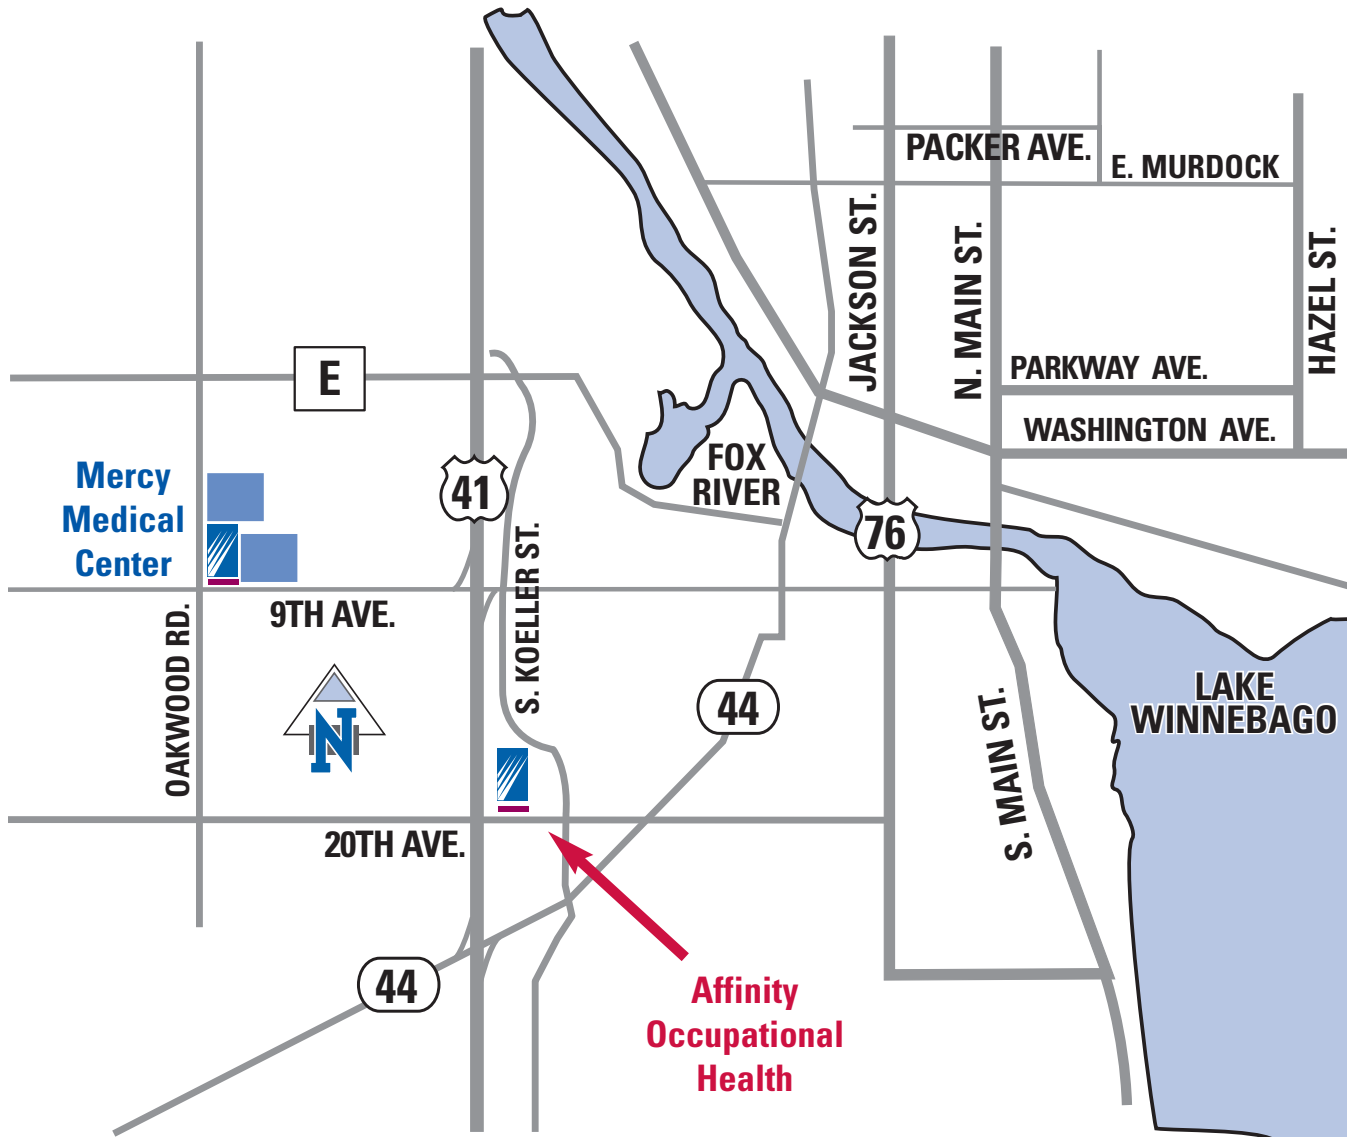 PACKER AVE.
E. MURDOCK
JACKSON ST.
N. MAIN ST.
HAZEL ST.
E
PARKWAY AVE.
WASHINGTON AVE.
Mercy
Medical
Center
41
FOX
RIVER
76
S. KOELLER ST.
9TH AVE.
OAKWOOD RD.
N
44
LAKE
WINNEBAGO
S. MAIN ST.
20TH AVE.
44
Affinity
Occupational
Health